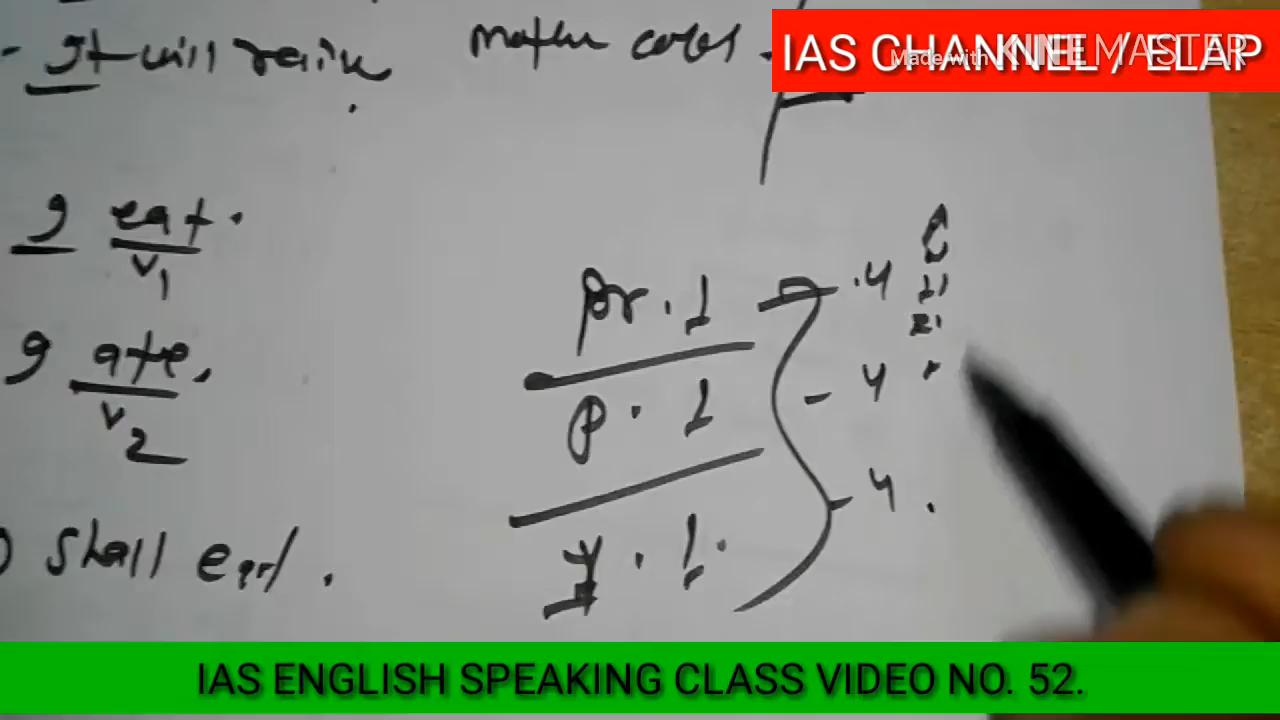 IAS CHANNEL / ELAP
Made with KINEMASTER
- It will rain
.
I eat.
V1
I ate.
V2
Shall eat.
Pr. t
P. t
F. t.
- 4
- 4
- 4 .
IAS ENGLISH SPEAKING CLASS VIDEO NO. 52.